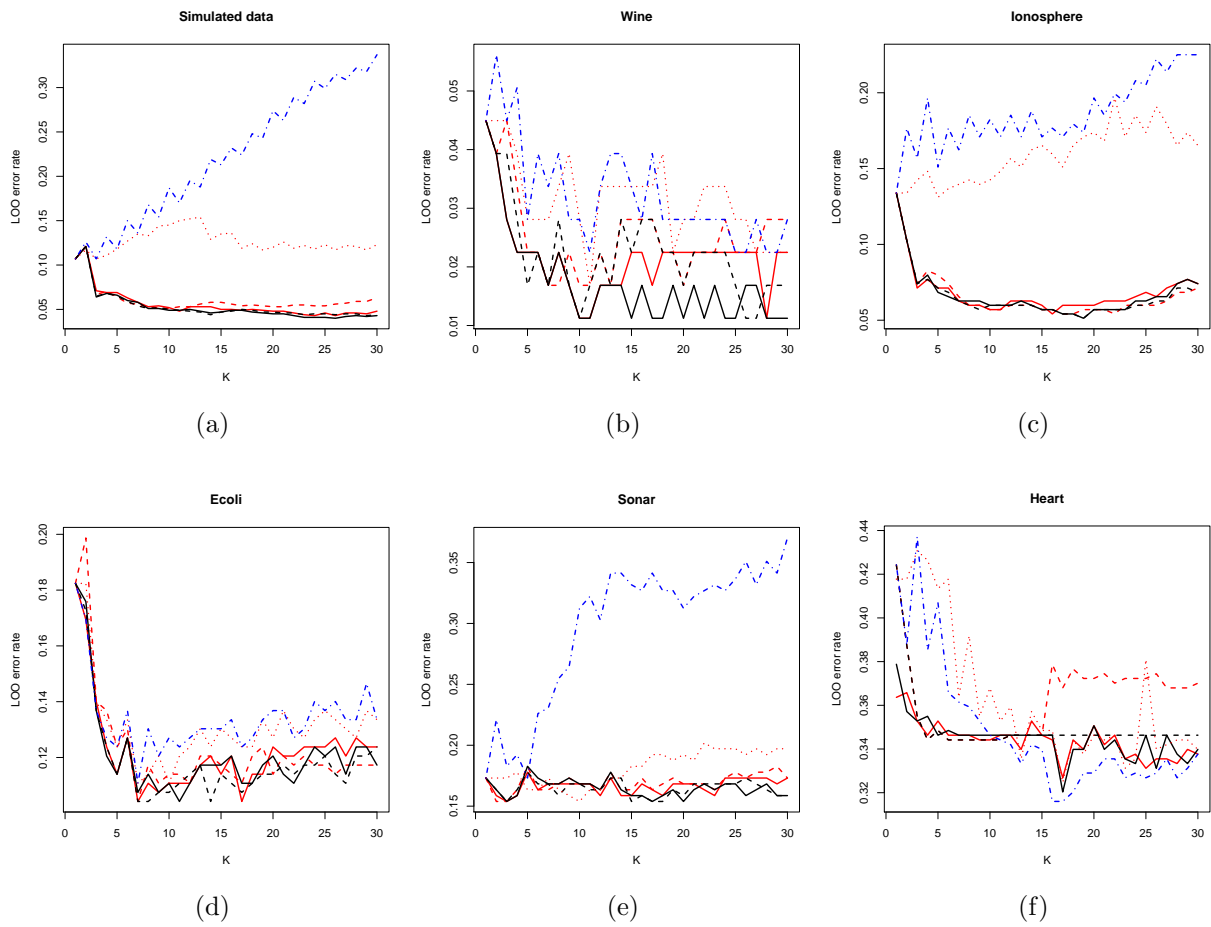 Simulated data
LOO error rate
0.05 0.10 0.15 0.20 0.25 0.30
0 5 10 15 20 25 30
K
(a)
Wine
LOO error rate
0.01 0.02 0.03 0.04 0.05
0 5 10 15 20 25 30
K
(b)
Ionosphere
LOO error rate
0.05 0.10 0.15 0.20
0 5 10 15 20 25 30
K
(c)
Ecoli
LOO error rate
0.12 0.14 0.16 0.18 0.20
0 5 10 15 20 25 30
K
(d)
Sonar
LOO error rate
0.15 0.20 0.25 0.30 0.35
0 5 10 15 20 25 30
K
(e)
Heart
LOO error rate
0.32 0.34 0.36 0.38 0.40 0.42 0.44
0 5 10 15 20 25 30
K
(f)